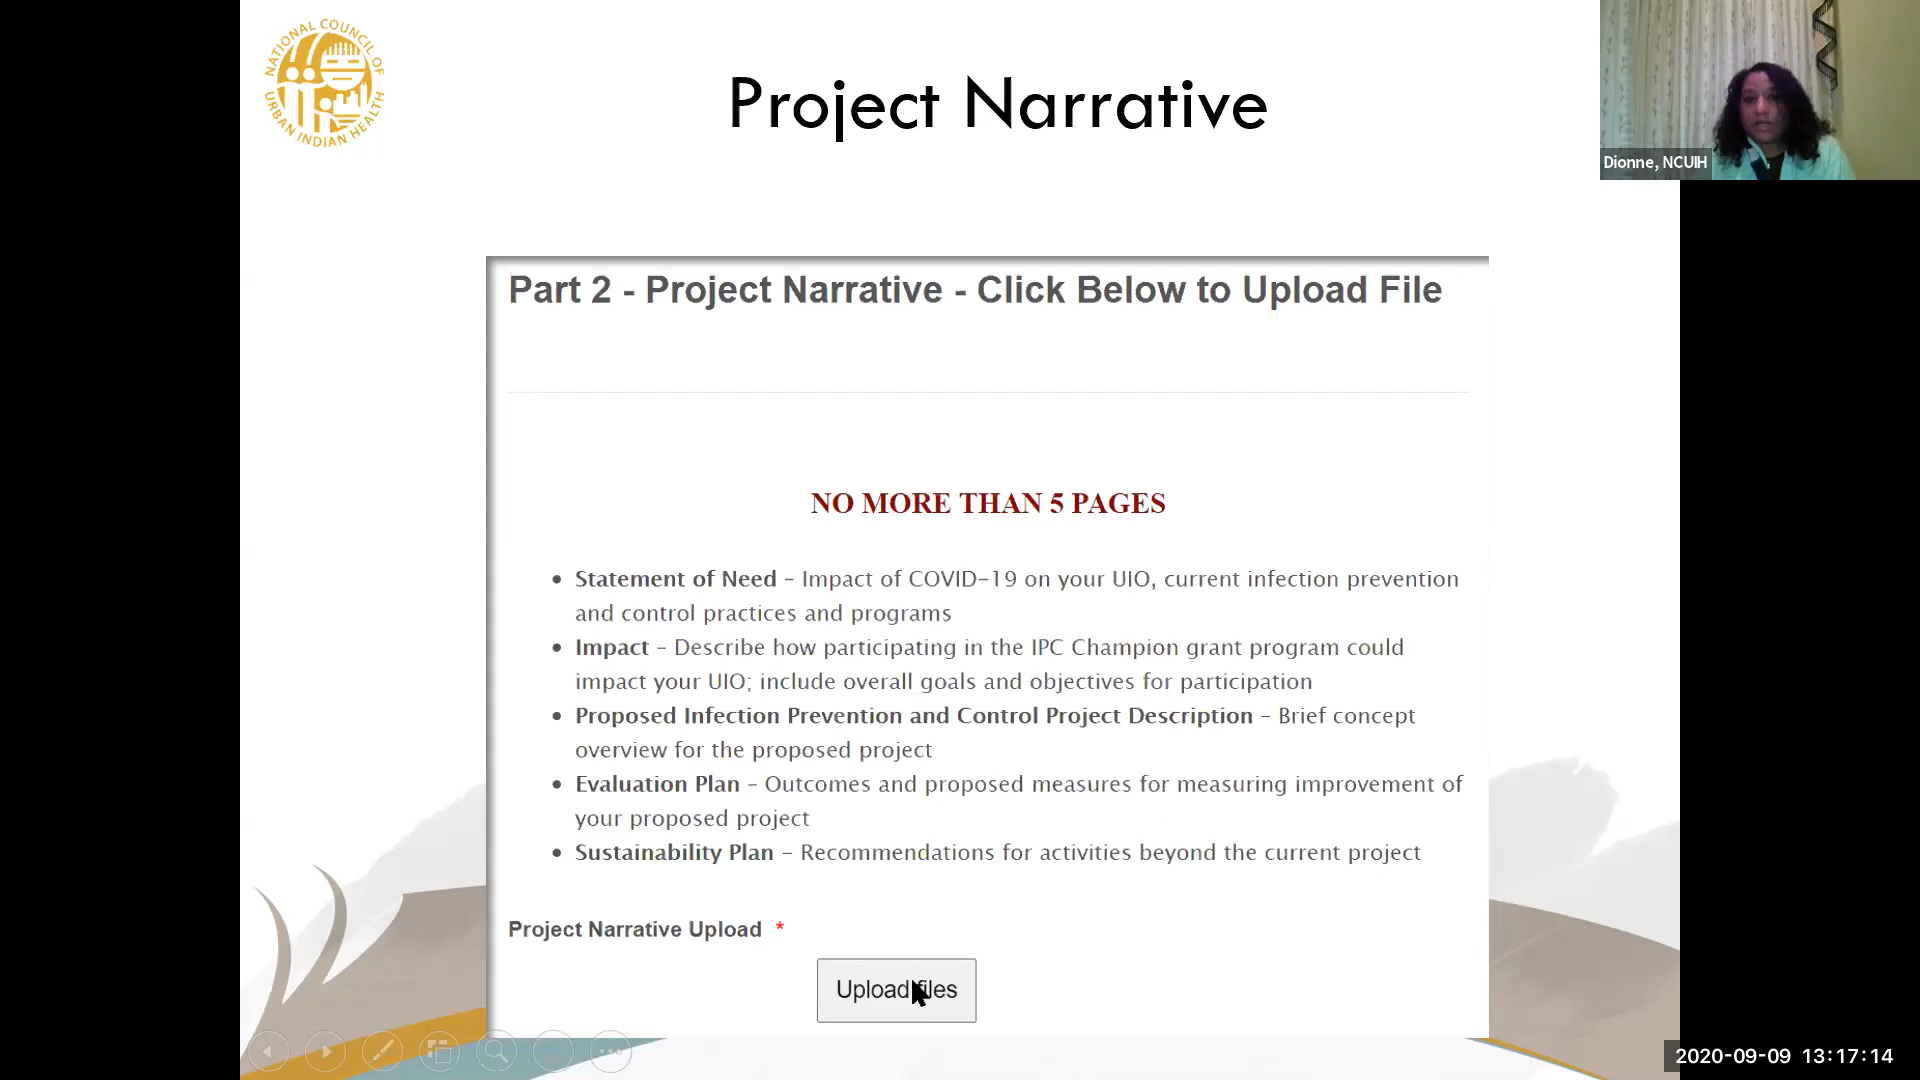 NATIONAL COUNCIL OF
URBAN INDIAN HEALTH
Project Narrative
Dionne, NCUIH
Part 2 - Project Narrative - Click Below to Upload File
NO MORE THAN 5 PAGES
• Statement of Need – Impact of COVID-19 on your UIO, current infection prevention
and control practices and programs
• Impact – Describe how participating in the IPC Champion grant program could
impact your UIO; include overall goals and objectives for participation
• Proposed Infection Prevention and Control Project Description – Brief concept
overview for the proposed project
• Evaluation Plan – Outcomes and proposed measures for measuring improvement of
your proposed project
• Sustainability Plan – Recommendations for activities beyond the current project
Project Narrative Upload *
Upload files
2020-09-09 13:17:14